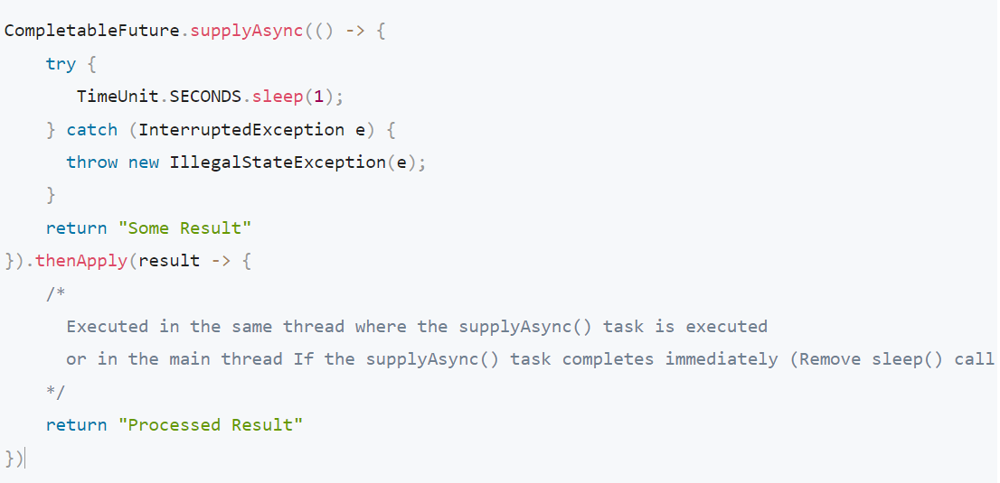 CompletableFuture.supplyAsync(() -> {
    try {
       TimeUnit.SECONDS.sleep(1);
    } catch (InterruptedException e) {
      throw new IllegalStateException(e);
    }
    return "Some Result"
}).thenApply(result -> {
    /*
      Executed in the same thread where the supplyAsync() task is executed
      or in the main thread If the supplyAsync() task completes immediately (Remove sleep() call
    */
    return "Processed Result"
})